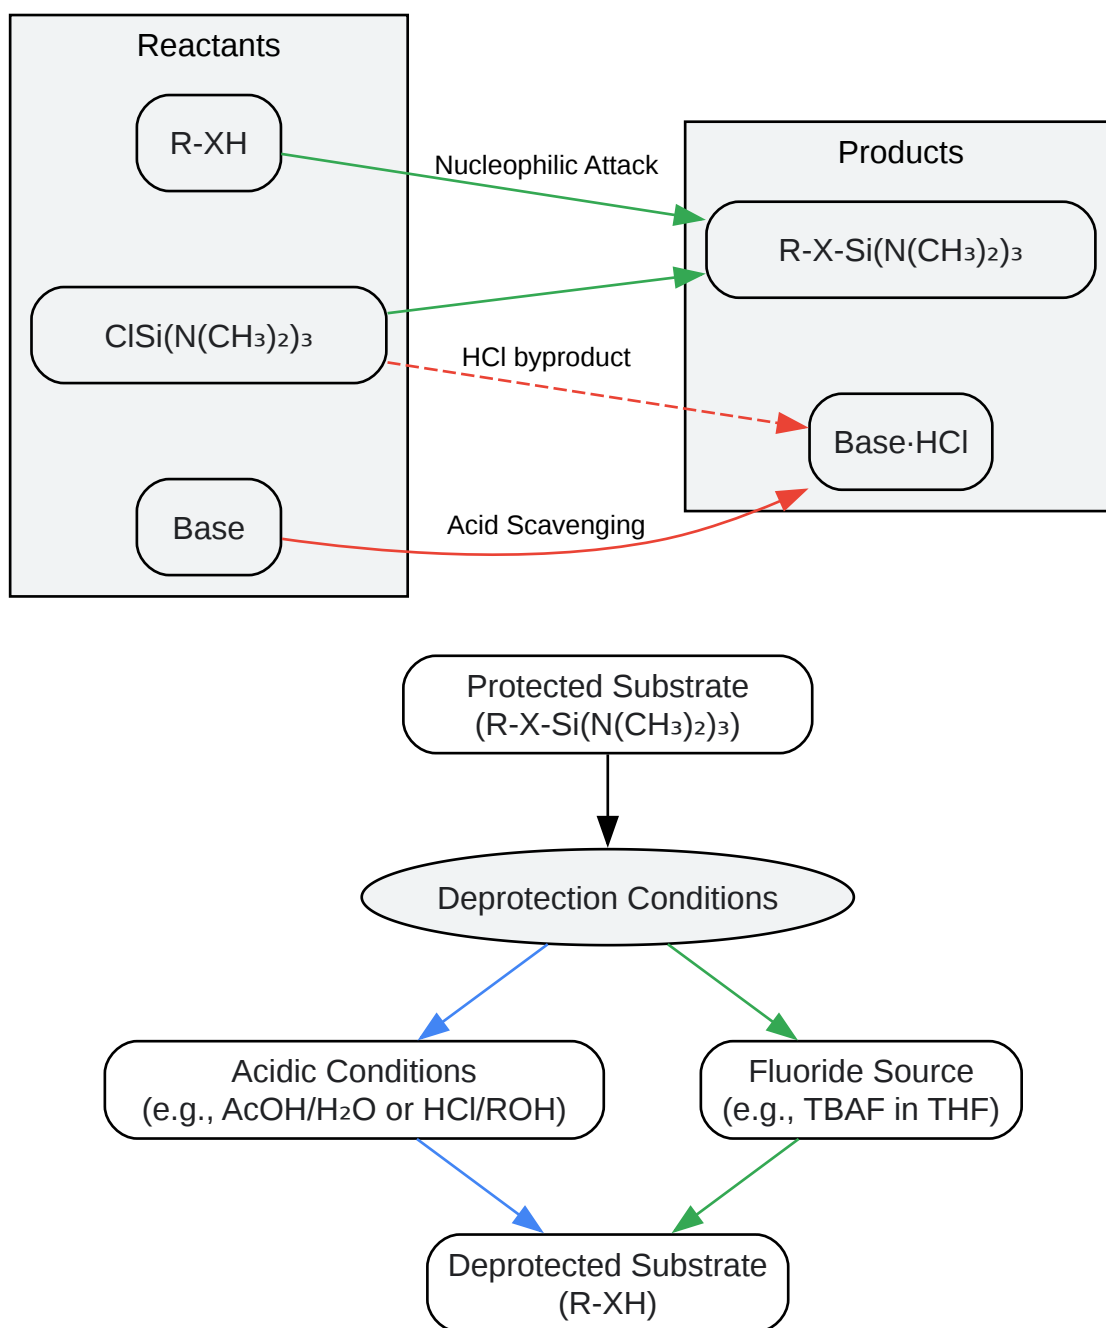 Reactants
R-XH
Nucleophilic Attack
Products
R-X-Si(N(CH₃)₂)₃
ClSi(N(CH₃)₂)₃
HCl byproduct
Base·HCl
Base
Acid Scavenging
Protected Substrate
(R-X-Si(N(CH₃)₂)₃)
Deprotection Conditions
Acidic Conditions
(e.g., AcOH/H₂O or HCl/ROH)
Fluoride Source
(e.g., TBAF in THF)
Deprotected Substrate
(R-XH)